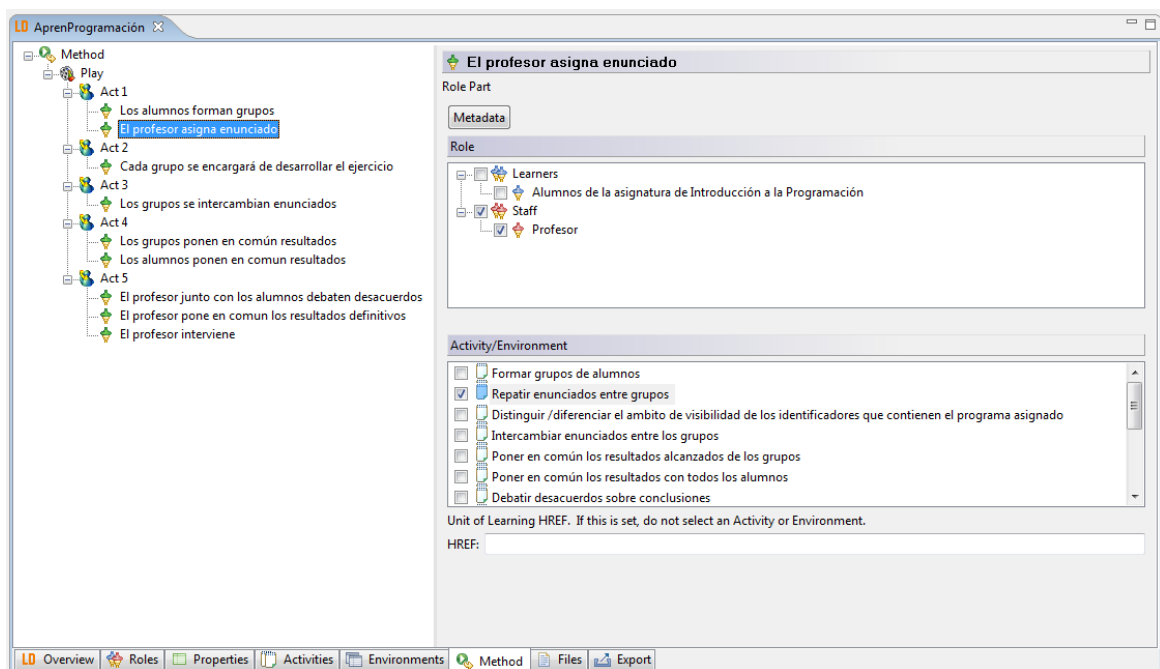 LD AprenProgramación
Method
Play
Act 1
Los alumnos forman grupos
El profesor asigna enunciado
Act 2
Cada grupo se encargará de desarrollar el ejercicio
Act 3
Los grupos se intercambian enunciados
Act 4
Los grupos ponen en común resultados
Los alumnos ponen en comun resultados
Act 5
El profesor junto con los alumnos debaten desacuerdos
El profesor pone en comun los resultados definitivos
El profesor interviene
El profesor asigna enunciado
Role Part
Metadata
Role
Learners
Alumnos de la asignatura de Introducción a la Programación
Staff
Profesor
Activity/Environment
Formar grupos de alumnos
Repatir enunciados entre grupos
Distinguir /diferenciar el ambito de visibilidad de los identificadores que contienen el programa asignado
Intercambiar enunciados entre los grupos
Poner en común los resultados alcanzados de los grupos
Poner en común los resultados con todos los alumnos
Debatir desacuerdos sobre conclusiones
Unit of Learning HREF. If this is set, do not select an Activity or Environment.
HREF:
LD Overview Roles Properties Activities Environments Method Files Export